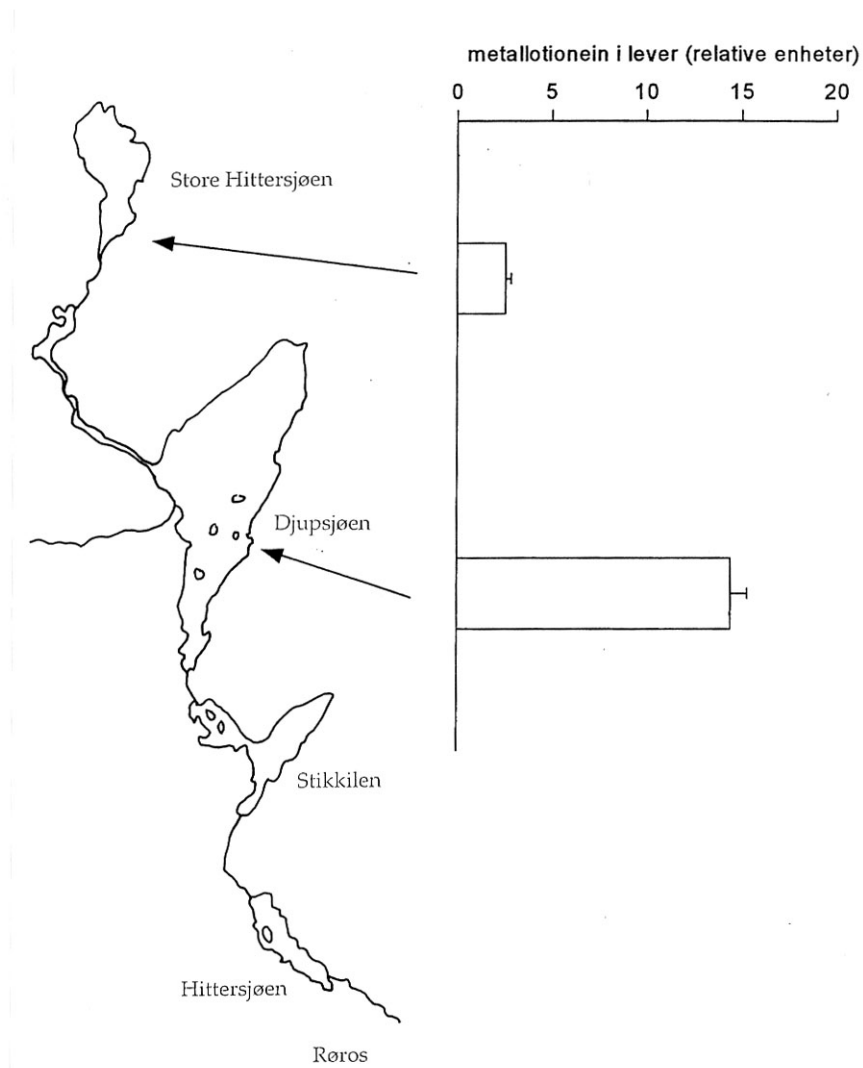 metallotionein i lever (relative enheter)
0 5 10 15 20
Store Hittersjøen
Djupsjøen
Stikkilen
Hittersjøen
Røros